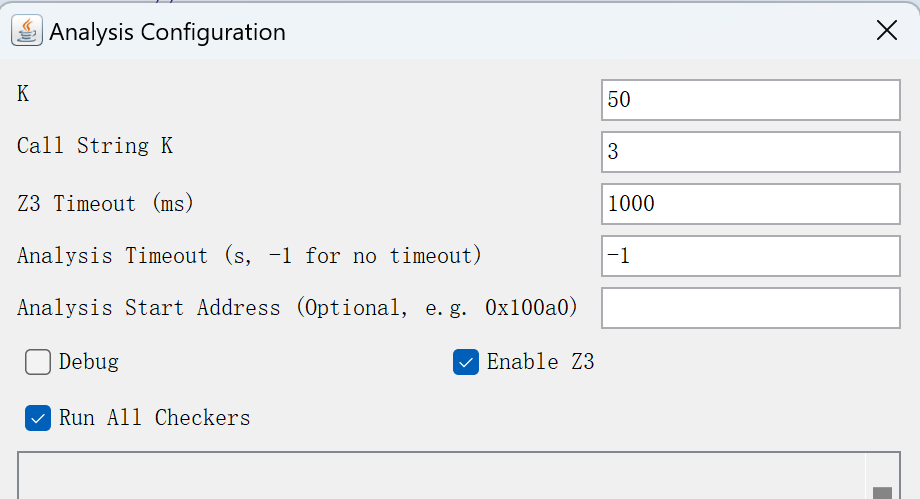 Analysis Configuration
K
50
Call String K
3
Z3 Timeout (ms)
1000
Analysis Timeout (s, -1 for no timeout)
-1
Analysis Start Address (Optional, e.g. 0x100a0)
Debug
Enable Z3
Run All Checkers